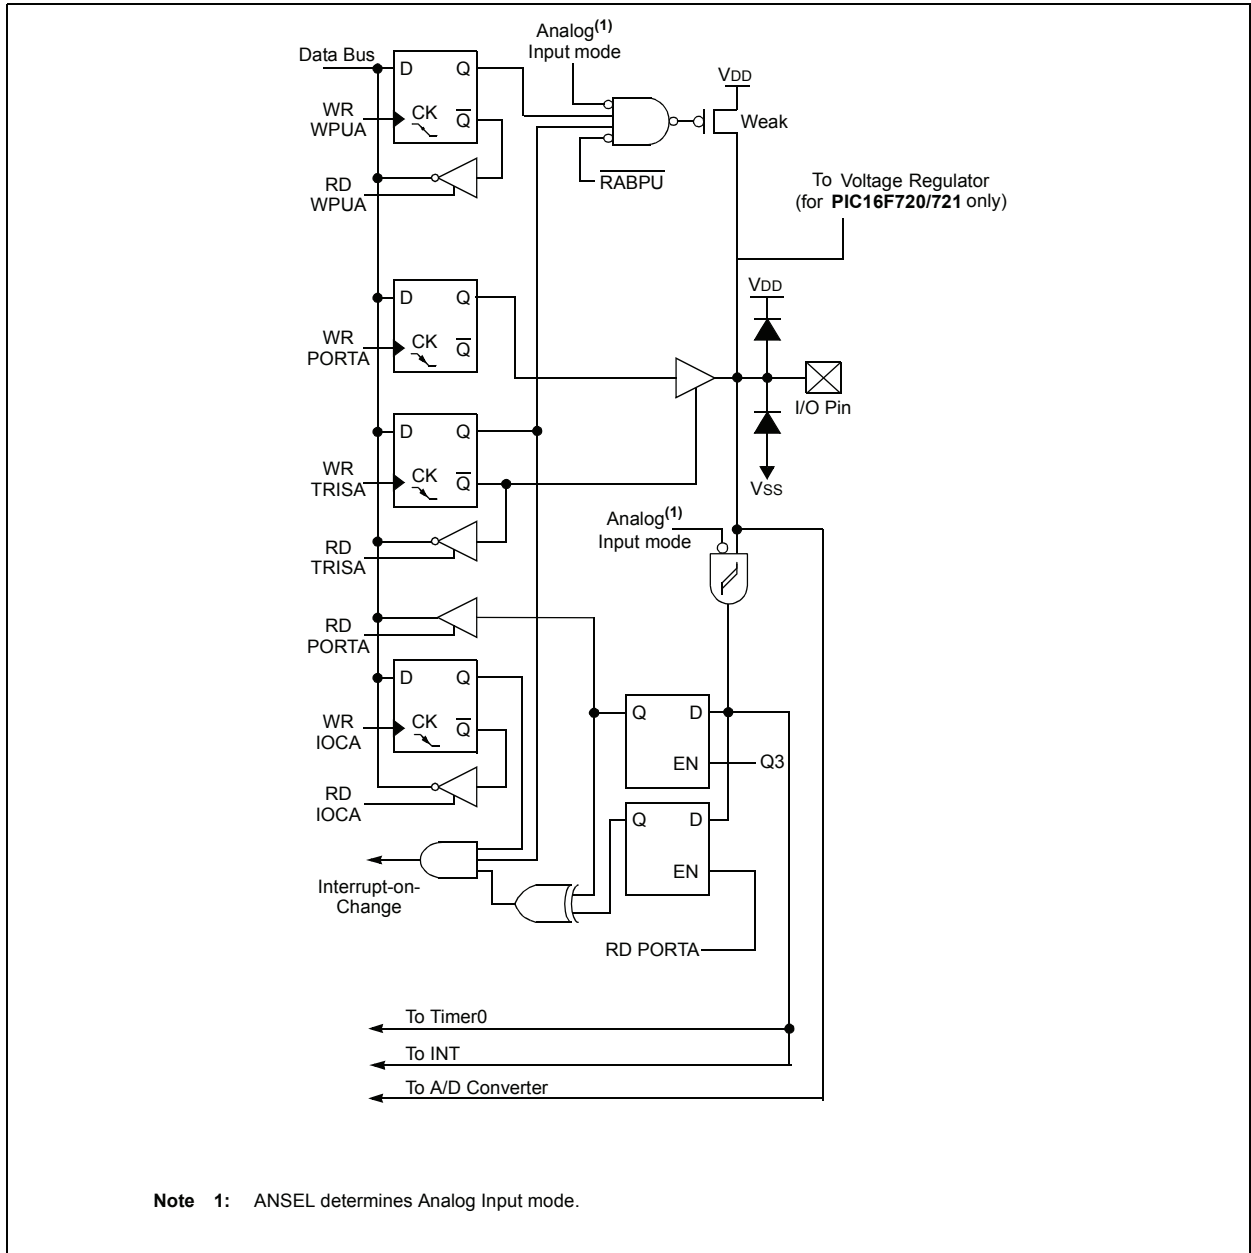 Analog(1)
Input mode
Data Bus
D Q
VDD
WR
WPUA
CK Q̅
Weak
RD
WPUA
R̅A̅B̅P̅U̅
To Voltage Regulator
(for PIC16F720/721 only)
D Q
VDD
WR
PORTA
CK Q̅
I/O Pin
D Q
WR
TRISA
CK Q̅
VSS
Analog(1)
Input mode
RD
TRISA
RD
PORTA
D Q
Q D
WR
IOCA
CK Q̅
EN
Q3
RD
IOCA
Q D
EN
Interrupt-on-
Change
RD PORTA
To Timer0
To INT
To A/D Converter
Note 1: ANSEL determines Analog Input mode.